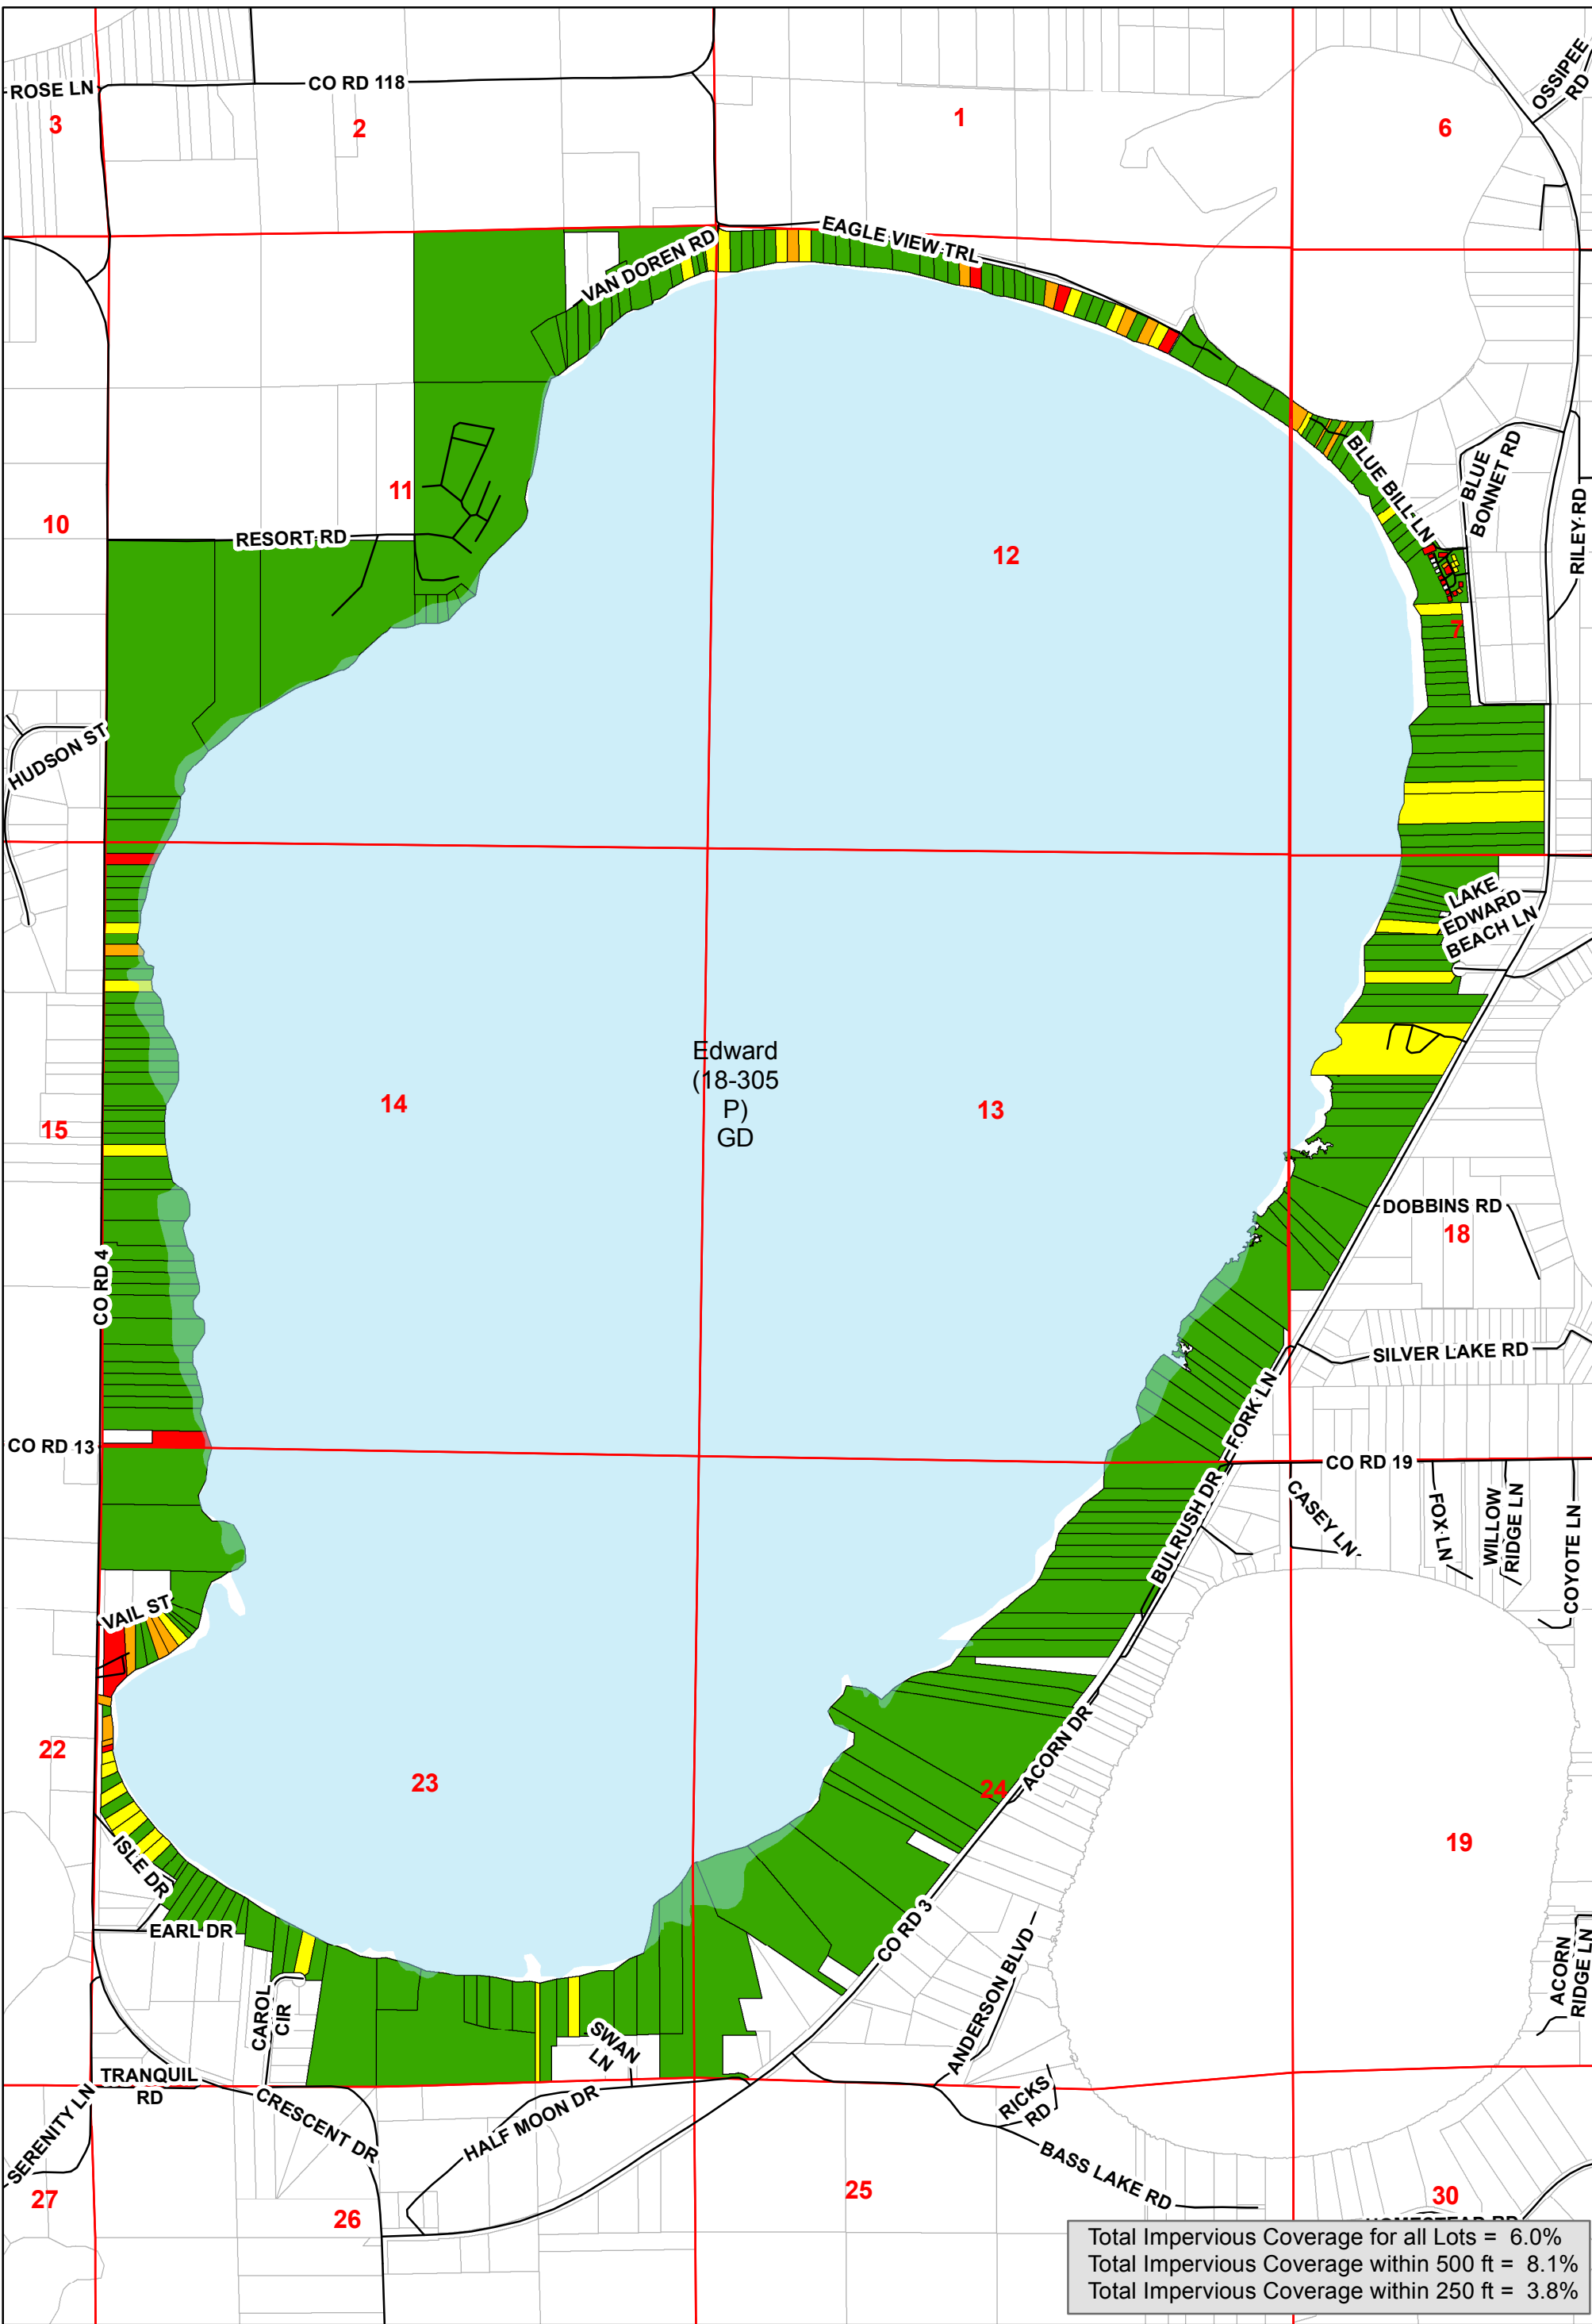 OSSIPEE
RD
ROSE LN
CO RD 118
3
2
1
6
EAGLE VIEW TRL
VAN DOREN RD
BLUE BILL LN
BLUE
BONNET RD
RILEY RD
11
10
RESORT RD
12
7
HUDSON ST
LAKE
EDWARD
BEACH LN
Edward
(18-305
P)
GD
14
13
15
DOBBINS RD
18
CO RD 4
SILVER LAKE RD
FORK LN
CO RD 13
CO RD 19
BULRUSH DR
CASEY LN
FOX LN
WILLOW
RIDGE LN
COYOTE LN
VAIL ST
22
23
ACORN DR
24
19
ISLE DR
EARL DR
CO RD 3
ANDERSON BLVD
ACORN
RIDGE LN
CAROL
CIR
SWAN
LN
TRANQUIL
RD
SERENITY LN
CRESCENT DR
HALF MOON DR
RICKS
RD
BASS LAKE RD
27
26
25
30
HOMESTEAD RD
Total Impervious Coverage for all Lots = 6.0%
Total Impervious Coverage within 500 ft = 8.1%
Total Impervious Coverage within 250 ft = 3.8%